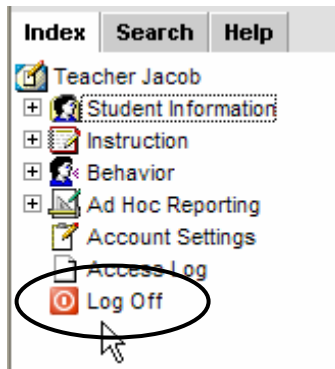 Index Search Help
Teacher Jacob
Student Information
Instruction
Behavior
Ad Hoc Reporting
Account Settings
Access Log
Log Off